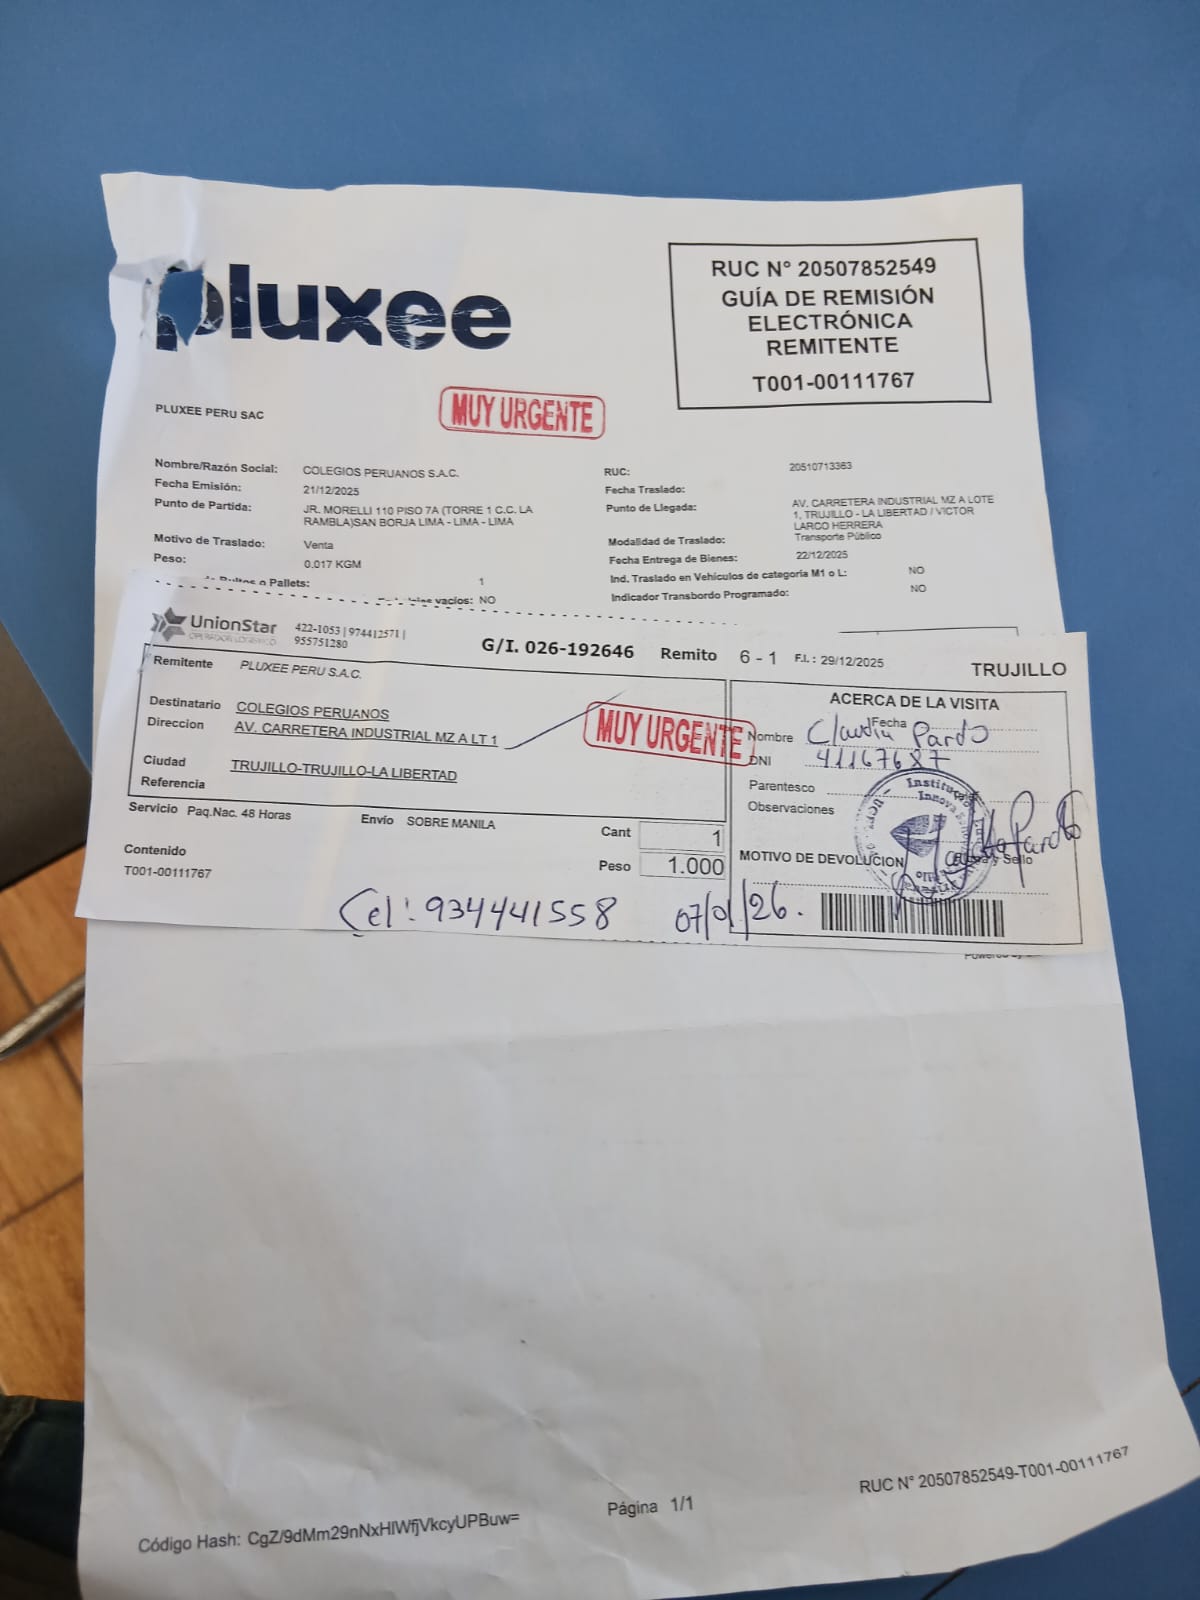 pluxee
RUC N° 20507852549
GUÍA DE REMISIÓN
ELECTRÓNICA
REMITENTE
T001-00111767
PLUXEE PERU SAC
MUY URGENTE
Nombre/Razón Social: COLEGIOS PERUANOS S.A.C.
Fecha Emisión: 21/12/2025
Punto de Partida: JR. MORELLI 110 PISO 7A (TORRE 1 C.C. LA
RAMBLA)SAN BORJA LIMA - LIMA - LIMA
Motivo de Traslado: Venta
Peso: 0.017 KGM
de Bultos o Pallets: 1
vacios: NO
RUC: 20510713363
Fecha Traslado:
Punto de Llegada: AV. CARRETERA INDUSTRIAL MZ A LOTE
1, TRUJILLO - LA LIBERTAD / VICTOR
LARCO HERRERA
Modalidad de Traslado: Transporte Público
Fecha Entrega de Bienes: 22/12/2025
Ind. Traslado en Vehículos de categoría M1 o L: NO
Indicador Transbordo Programado: NO
UnionStar
OPERADOR LOGISTICO
422-1053 | 974412571 |
955751280
G/I. 026-192646 Remito 6 - 1 F.I.: 29/12/2025 TRUJILLO
Remitente PLUXEE PERU S.A.C.
Destinatario COLEGIOS PERUANOS
Direccion AV. CARRETERA INDUSTRIAL MZ A LT 1
MUY URGENTE
Ciudad TRUJILLO-TRUJILLO-LA LIBERTAD
Referencia
Servicio Paq.Nac. 48 Horas Envío SOBRE MANILA
Cant 1
Peso 1.000
Contenido
T001-00111767
ACERCA DE LA VISITA
Fecha
Nombre Claudia Pardo
DNI 41167687
Parentesco
Observaciones
MOTIVO DE DEVOLUCION
y Sello
Cel: 934441558 07/01/26.
Powered by
Código Hash: CgZ/9dMm29nNxHIWfjVkcyUPBuw=
Página 1/1
RUC N° 20507852549-T001-00111767